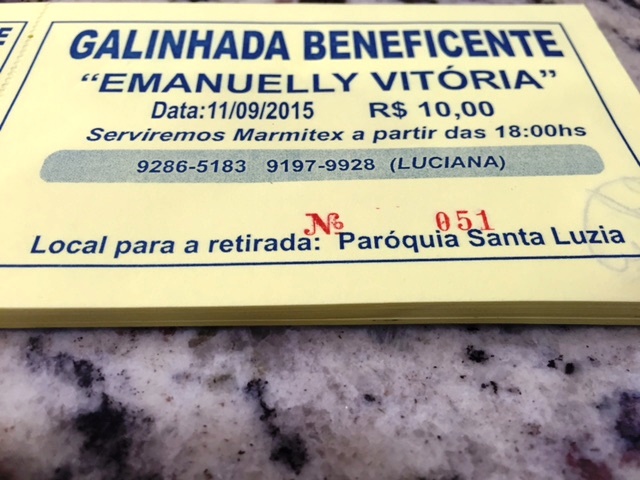 GALINHADA BENEFICENTE
“EMANUELLY VITÓRIA”
Data:11/09/2015 R$ 10,00
Serviremos Marmitex a partir das 18:00hs
9286-5183 9197-9928 (LUCIANA)
Nº 051
Local para a retirada: Paróquia Santa Luzia